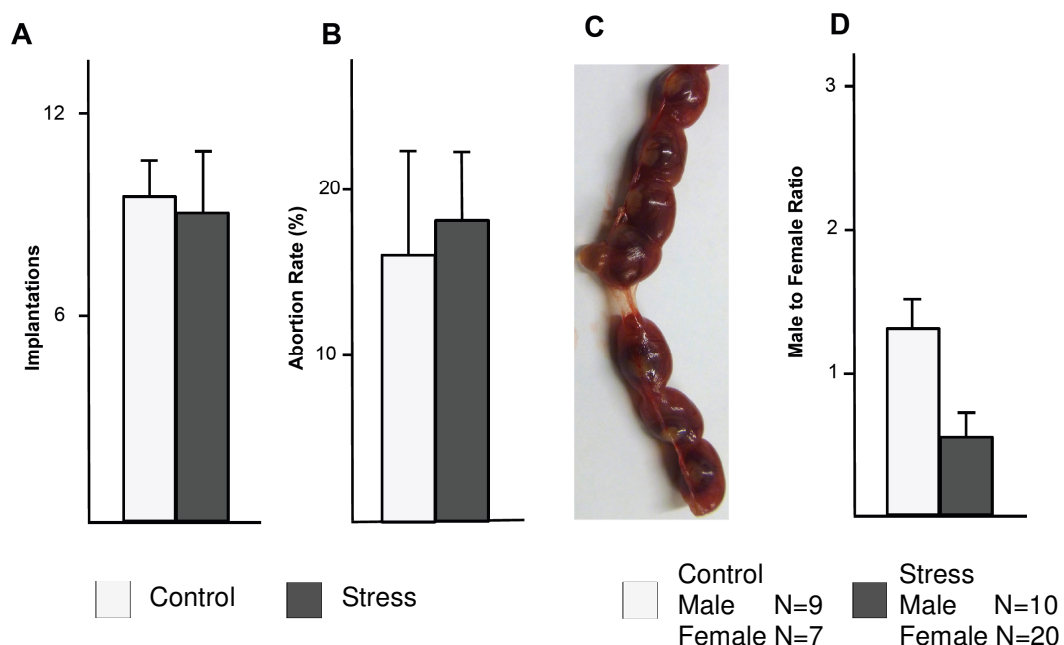 A
B
C
D
12
6
Implantations
20
10
Abortion Rate (%)
3
2
1
Male to Female Ratio
Control
Stress
Control
Male N=9
Female N=7
Stress
Male N=10
Female N=20